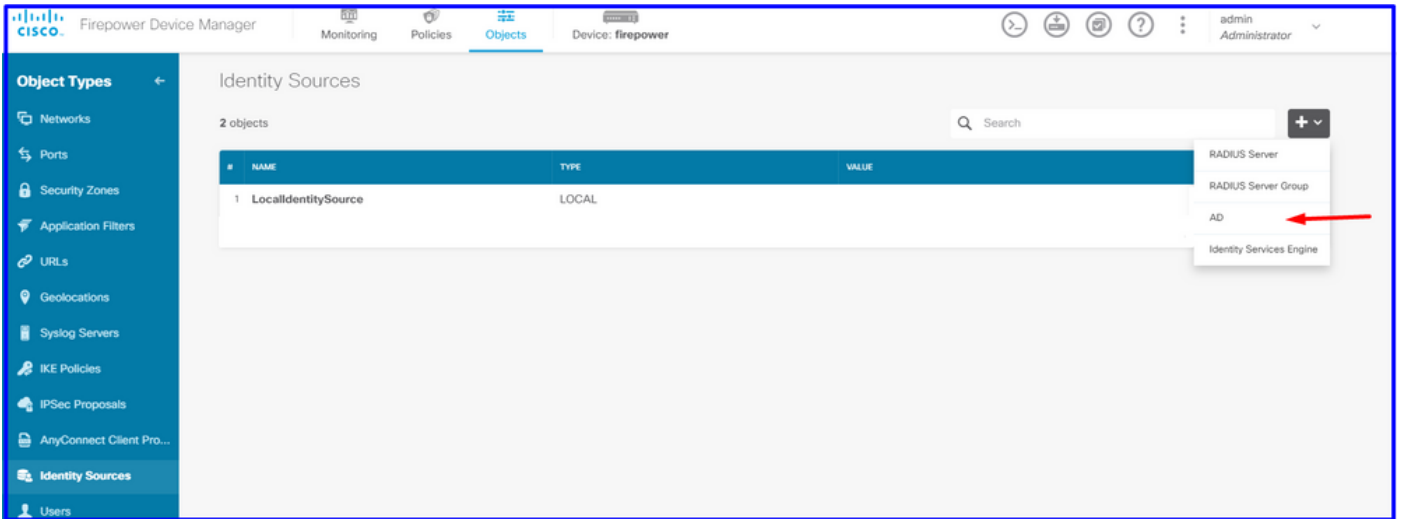 CISCO.
Firepower Device Manager
Monitoring
Policies
Objects
Device: firepower
admin
Administrator
Object Types
Networks
Ports
Security Zones
Application Filters
URLs
Geolocations
Syslog Servers
IKE Policies
IPSec Proposals
AnyConnect Client Pro...
Identity Sources
Users
Identity Sources
2 objects
Search
# NAME TYPE VALUE
1 LocalIdentitySource LOCAL
RADIUS Server
RADIUS Server Group
AD
Identity Services Engine